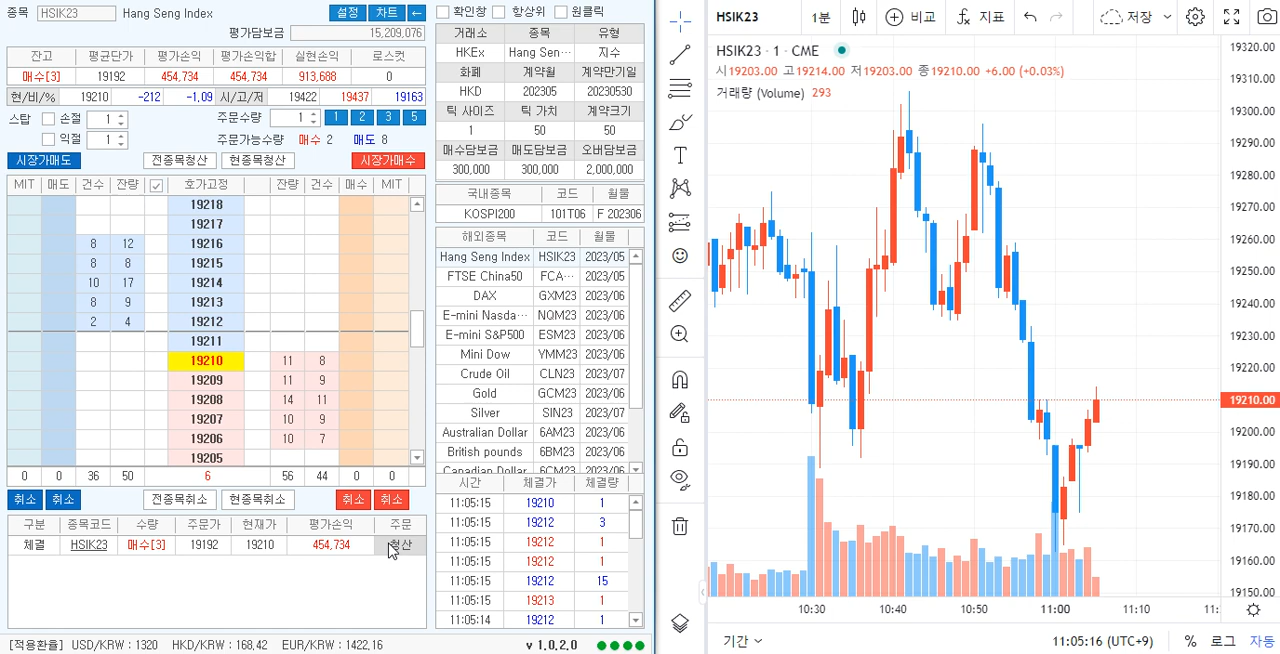 종목 HSIK23 Hang Seng Index 설정 차트 ←
평가담보금 15,209,076
잔고 평균단가 평가손익 평가손익합 실현손익 로스컷
매수[3] 19192 454,734 454,734 913,688 0
현/비/% 19210 -212 -1,09 시/고/저 19422 19437 19163
스탑 손절 1 주문수량 1 1 2 3 5
익절 1 주문가능수량 매수 2 매도 8
시장가매도 전종목청산 현종목청산 시장가매수
MIT 매도 건수 잔량 호가고정 잔량 건수 매수 MIT
19218
19217
8 12 19216
8 8 19215
10 17 19214
8 9 19213
2 4 19212
19211
19210 11 8
19209 11 9
19208 14 11
19207 10 9
19206 10 7
19205
0 0 36 50 6 56 44 0 0
취소 취소 전종목취소 현종목취소 취소 취소
구분 종목코드 수량 주문가 현재가 평가손익 주문
체결 HSIK23 매수[3] 19192 19210 454,734 청산
[적용환율] USD/KRW : 1320 HKD/KRW : 168,42 EUR/KRW : 1422,16 v 1,0,2,0
확인창 항상위 원클릭
거래소 종목 유형
HKEx Hang Sen… 지수
화폐 계약월 계약만기일
HKD 202305 20230530
틱 사이즈 틱 가치 계약크기
1 50 50
매수담보금 매도담보금 오버담보금
300,000 300,000 2,000,000
국내종목 코드 월물
KOSPI200 101T06 F 202306
해외종목 코드 월물
Hang Seng Index HSIK23 2023/05
FTSE China50 FCA… 2023/05
DAX GXM23 2023/06
E-mini Nasda… NQM23 2023/06
E-mini S&P500 ESM23 2023/06
Mini Dow YMM23 2023/06
Crude Oil CLN23 2023/07
Gold GCM23 2023/06
Silver SIN23 2023/07
Australian Dollar 6AM23 2023/06
British pounds 6BM23 2023/06
Canadian Dollar 6CM23 2023/06
시간 체결가 체결량
11:05:15 19210 1
11:05:15 19212 3
11:05:15 19212 1
11:05:15 19212 1
11:05:15 19212 15
11:05:15 19213 1
11:05:14 19212 1
HSIK23 1분 비교 지표 저장
HSIK23 · 1 · CME
시19203.00 고19214.00 저19203.00 종19210.00 +6.00 (+0.03%)
거래량 (Volume) 293
19320.00
19310.00
19300.00
19290.00
19280.00
19270.00
19260.00
19250.00
19240.00
19230.00
19220.00
19210.00
19200.00
19190.00
19180.00
19170.00
19160.00
19150.00
10:30 10:40 10:50 11:00 11:10 11:
기간 11:05:16 (UTC+9) % 로그 자동